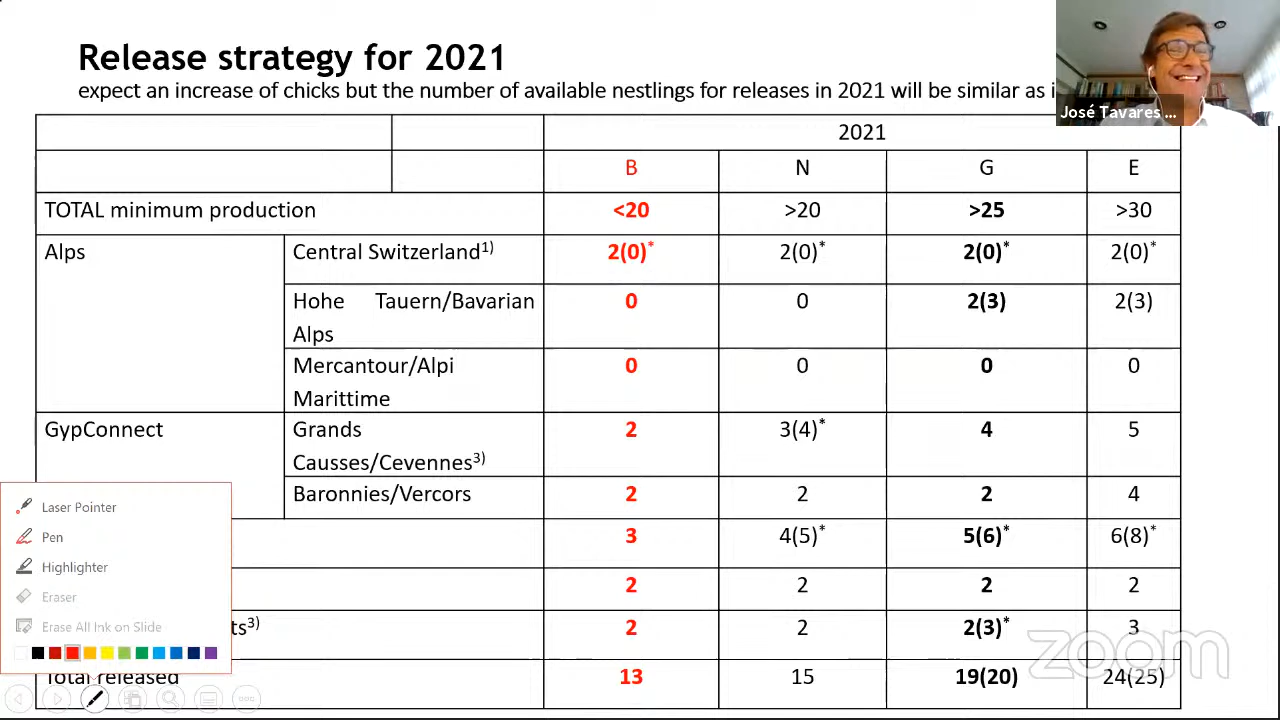 Release strategy for 2021
expect an increase of chicks but the number of available nestlings for releases in 2021 will be similar as i
José Tavares ...
2021
B N G E
TOTAL minimum production <20 >20 >25 >30
Alps Central Switzerland1) 2(0)* 2(0)* 2(0)* 2(0)*
Hohe Tauern/Bavarian 0 0 2(3) 2(3)
Alps
Mercantour/Alpi 0 0 0 0
Marittime
GypConnect Grands 2 3(4)* 4 5
Causses/Cevennes3)
Baronnies/Vercors 2 2 2 4
Laser Pointer
Pen
3 4(5)* 5(6)* 6(8)*
Highlighter
2 2 2 2
Eraser
Erase All Ink on Slide
ts3) 2 2 2(3)* 3
zoom
Total released 13 15 19(20) 24(25)